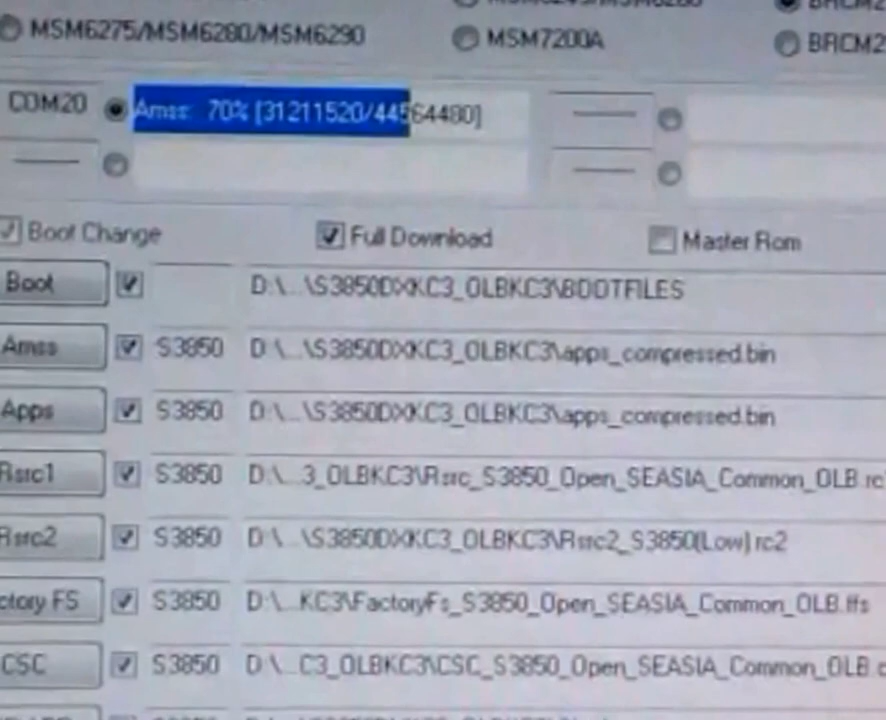 MSM6275/MSM6280/MSM6290
MSM7200A
COM20
Amss 70% [31211520/44564480]
Boot Change
Full Download
Master Rom
Boot
D:\...\S3850DXKC3_OLBKC3\BOOTFILES
Amss S3850 D:\...\S3850DXKC3_OLBKC3\apps_compressed.bin
Apps S3850 D:\...\S3850DXKC3_OLBKC3\apps_compressed.bin
Rsrc1 S3850 D:\...3_OLBKC3\Rsrc_S3850_Open_SEASIA_Common_OLB.rc
Rsrc2 S3850 D:\...\S3850DXKC3_OLBKC3\Rsrc2_S3850(Low).rc2
ctory FS S3850 D:\...KC3\FactoryFs_S3850_Open_SEASIA_Common_OLB.ffs
CSC S3850 D:\...C3_OLBKC3\CSC_S3850_Open_SEASIA_Common_OLB.c